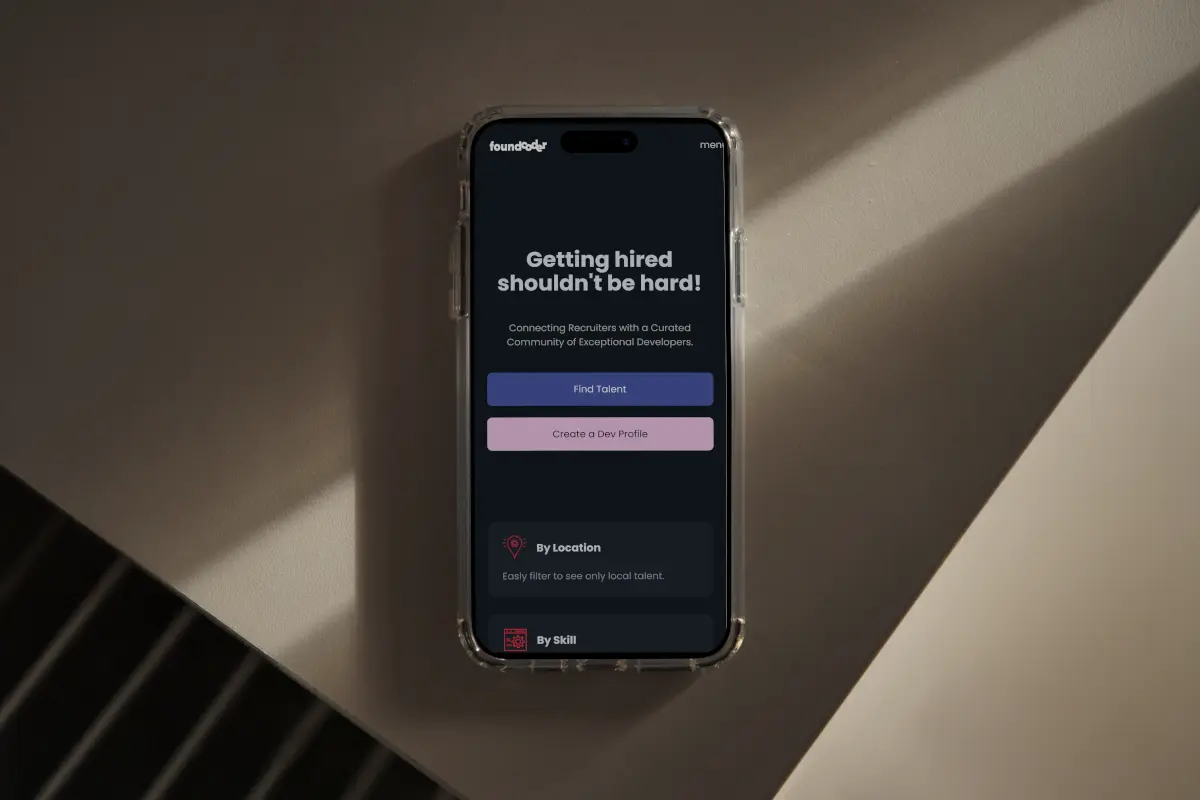 foundcoder
menu
Getting hired
shouldn't be hard!
Connecting Recruiters with a Curated
Community of Exceptional Developers.
Find Talent
Create a Dev Profile
By Location
Easly filter to see only local talent.
By Skill